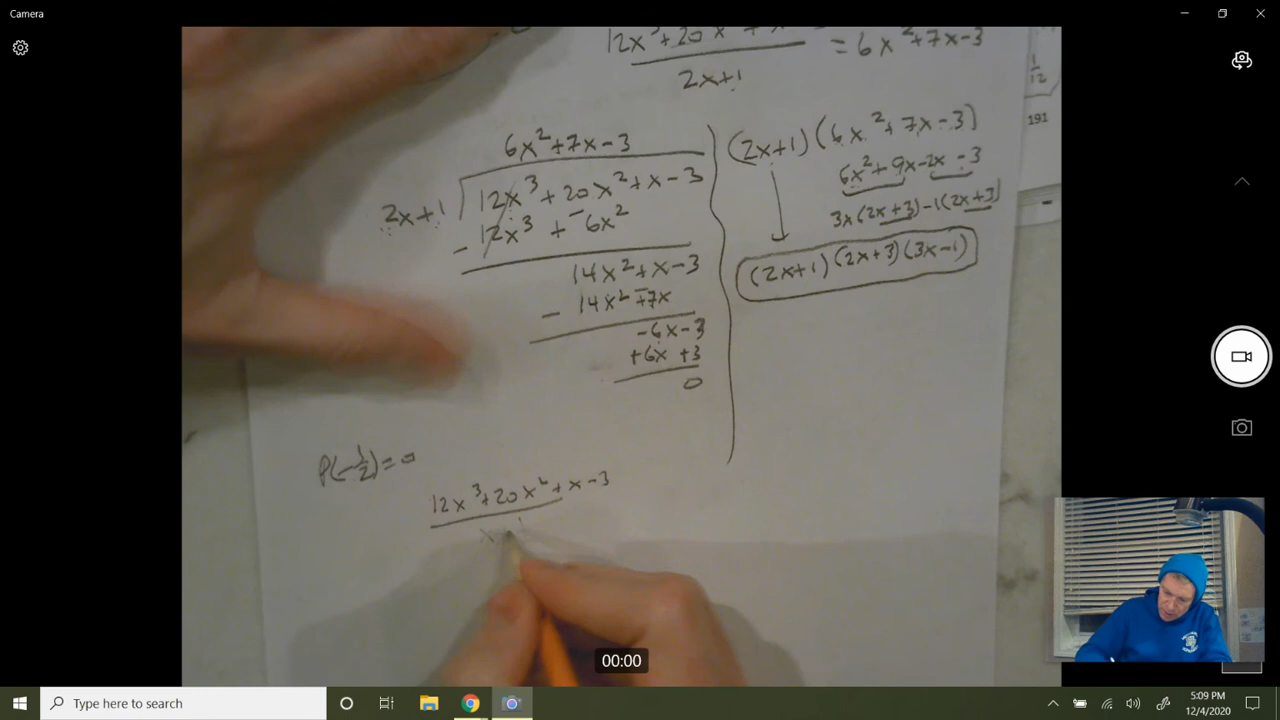 Camera
12x³+20x²+x
= 6x²+7x-3
2x+1
1/12
191
6x²+7x-3
2x+1 ) 12x³+20x²+x-3
- 12x³ + 6x²
14x²+x-3
- 14x² +7x
-6x-3
+6x +3
0
(2x+1)(6x²+7x-3)
6x²+9x-2x-3
3x(2x+3)-1(2x+3)
(2x+1)(2x+3)(3x-1)
P(-1/2)=0
12x³+20x²+x-3
x
00:00
Type here to search
5:09 PM
12/4/2020